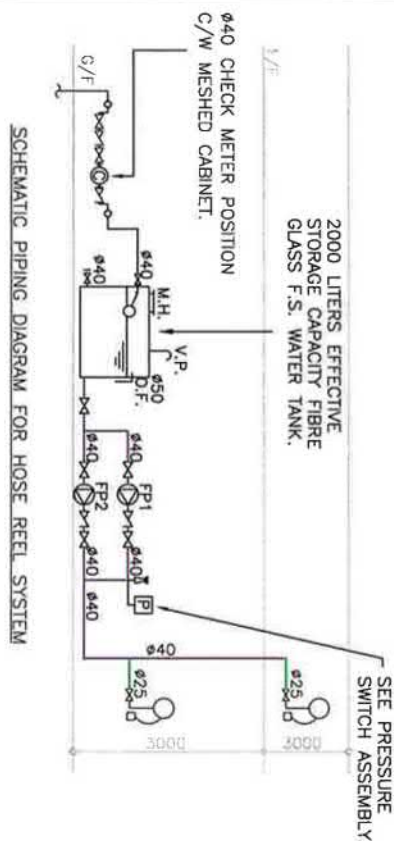 2000 LITERS EFFECTIVE
STORAGE CAPACITY FIBRE
GLASS F.S. WATER TANK.
SEE PRESSURE
SWITCH ASSEMBLY
ø40 CHECK METER POSITION
C/W MESHED CABINET.
1/F
3000
ø25
V.P.
M.H.
ø40
ø50
O.F.
FP1
P
ø40
ø40
ø40
C
ø40
ø40
FP2
ø40
ø40
ø25
3000
G/F
SCHEMATIC PIPING DIAGRAM FOR HOSE REEL SYSTEM